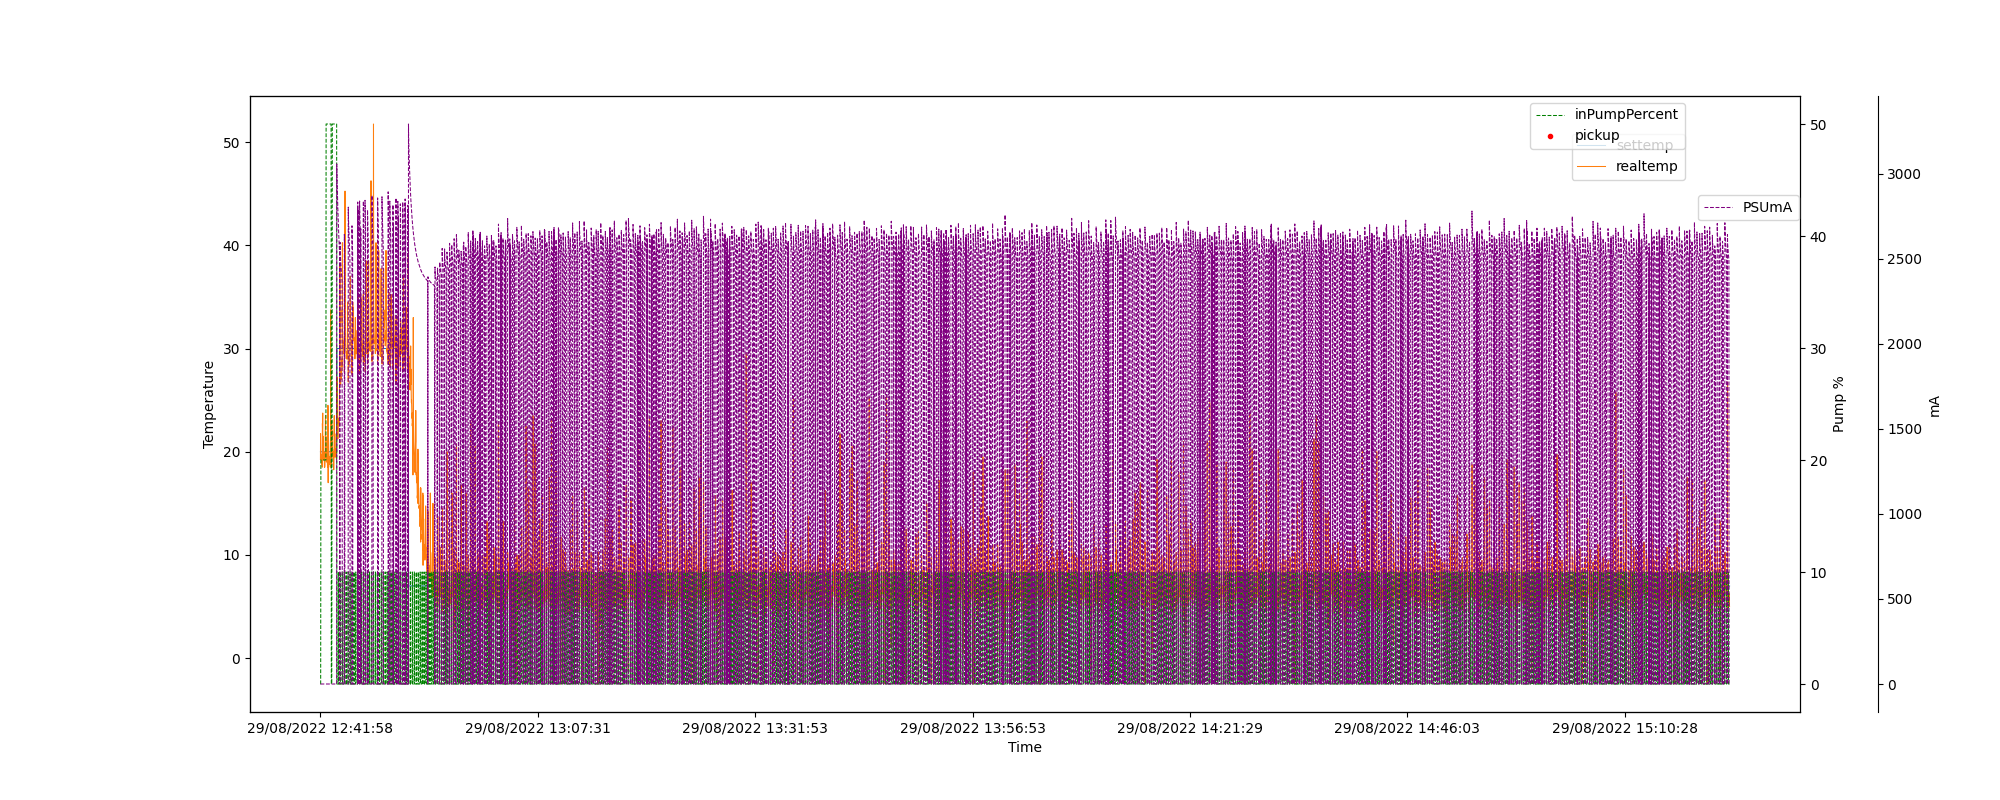 inPumpPercent
pickup
settemp
realtemp
PSUmA
50
40
30
20
10
0
Temperature
50
40
30
20
10
0
Pump %
3000
2500
2000
1500
1000
500
0
mA
29/08/2022 12:41:58
29/08/2022 13:07:31
29/08/2022 13:31:53
29/08/2022 13:56:53
29/08/2022 14:21:29
29/08/2022 14:46:03
29/08/2022 15:10:28
Time